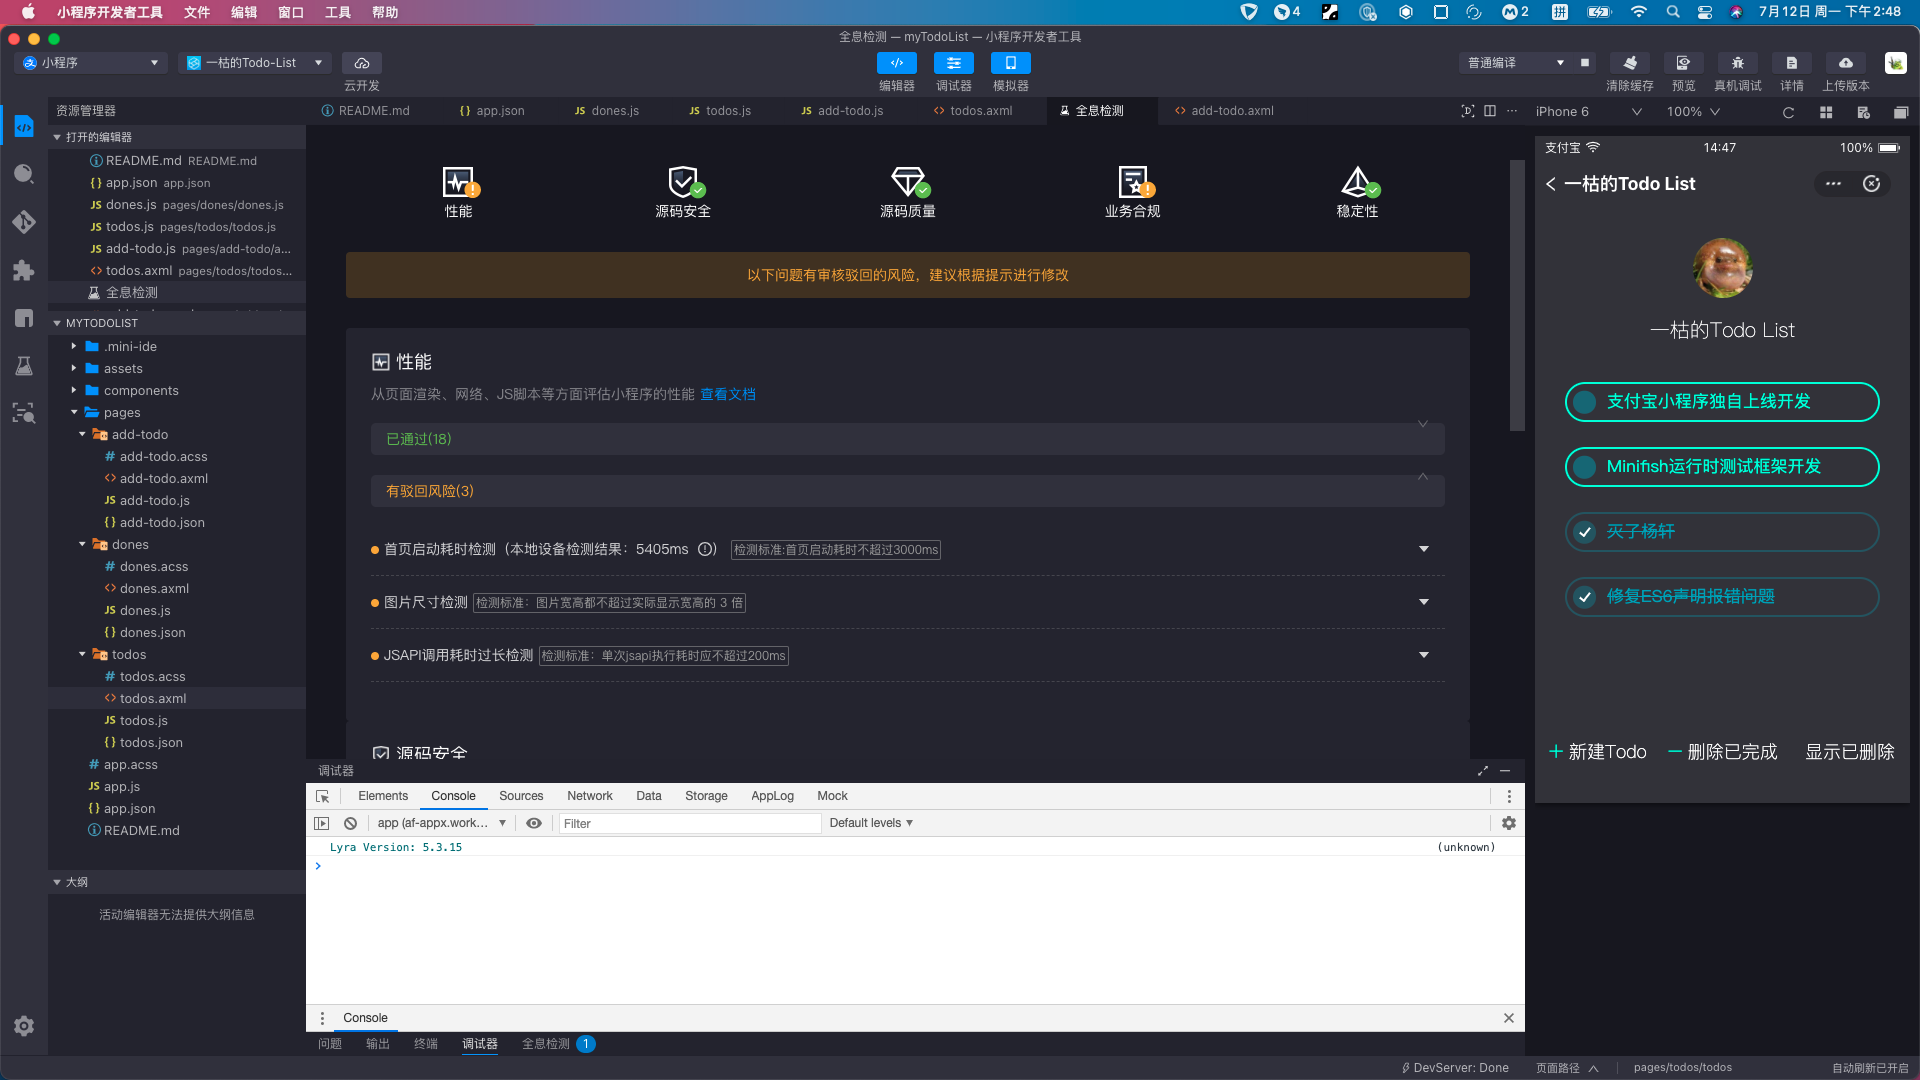 小程序开发者工具 文件 编辑 窗口 工具 帮助
4 2 拼 7月12日 周一 下午2:48
全息检测 — myTodoList — 小程序开发者工具
小程序 一枯的Todo-List
云开发
编辑器 调试器 模拟器
普通编译
清除缓存 预览 真机调试 详情 上传版本
资源管理器
README.md app.json dones.js todos.js add-todo.js todos.axml 全息检测 add-todo.axml
iPhone 6 100%
打开的编辑器
README.md README.md
app.json app.json
dones.js pages/dones/dones.js
todos.js pages/todos/todos.js
add-todo.js pages/add-todo/a...
todos.axml pages/todos/todos...
全息检测
MYTODOLIST
.mini-ide
assets
components
pages
add-todo
add-todo.acss
add-todo.axml
add-todo.js
add-todo.json
dones
dones.acss
dones.axml
dones.js
dones.json
todos
todos.acss
todos.axml
todos.js
todos.json
app.acss
app.js
app.json
README.md
大纲
活动编辑器无法提供大纲信息
性能 源码安全 源码质量 业务合规 稳定性
以下问题有审核驳回的风险，建议根据提示进行修改
性能
从页面渲染、网络、JS脚本等方面评估小程序的性能 查看文档
已通过(18)
有驳回风险(3)
首页启动耗时检测（本地设备检测结果：5405ms ） 检测标准:首页启动耗时不超过3000ms
图片尺寸检测 检测标准：图片宽高都不超过实际显示宽高的 3 倍
JSAPI调用耗时过长检测 检测标准：单次jsapi执行耗时应不超过200ms
源码安全
调试器
Elements Console Sources Network Data Storage AppLog Mock
app (af-appx.work... Filter Default levels
Lyra Version: 5.3.15 (unknown)
Console
问题 输出 终端 调试器 全息检测 1
支付宝 14:47 100%
一枯的Todo List
一枯的Todo List
支付宝小程序独自上线开发
Minifish运行时测试框架开发
灭子杨轩
修复ES6声明报错问题
新建Todo 删除已完成 显示已删除
DevServer: Done 页面路径 pages/todos/todos 自动刷新已开启